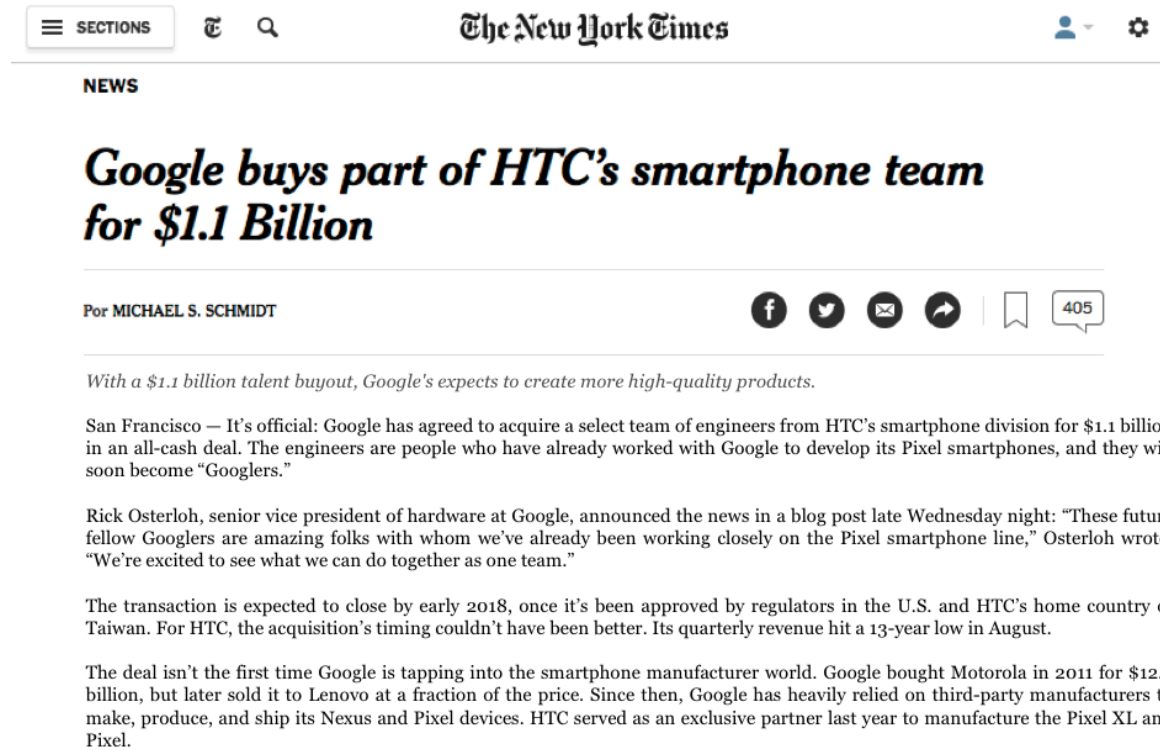 SECTIONS
The New York Times
NEWS
Google buys part of HTC’s smartphone team
for $1.1 Billion
Por MICHAEL S. SCHMIDT
405
With a $1.1 billion talent buyout, Google's expects to create more high-quality products.
San Francisco — It’s official: Google has agreed to acquire a select team of engineers from HTC’s smartphone division for $1.1 billio
in an all-cash deal. The engineers are people who have already worked with Google to develop its Pixel smartphones, and they wi
soon become “Googlers.”
Rick Osterloh, senior vice president of hardware at Google, announced the news in a blog post late Wednesday night: “These futur
fellow Googlers are amazing folks with whom we’ve already been working closely on the Pixel smartphone line,” Osterloh wrot
“We’re excited to see what we can do together as one team.”
The transaction is expected to close by early 2018, once it’s been approved by regulators in the U.S. and HTC’s home country
Taiwan. For HTC, the acquisition’s timing couldn’t have been better. Its quarterly revenue hit a 13-year low in August.
The deal isn’t the first time Google is tapping into the smartphone manufacturer world. Google bought Motorola in 2011 for $12.
billion, but later sold it to Lenovo at a fraction of the price. Since then, Google has heavily relied on third-party manufacturers
make, produce, and ship its Nexus and Pixel devices. HTC served as an exclusive partner last year to manufacture the Pixel XL an
Pixel.